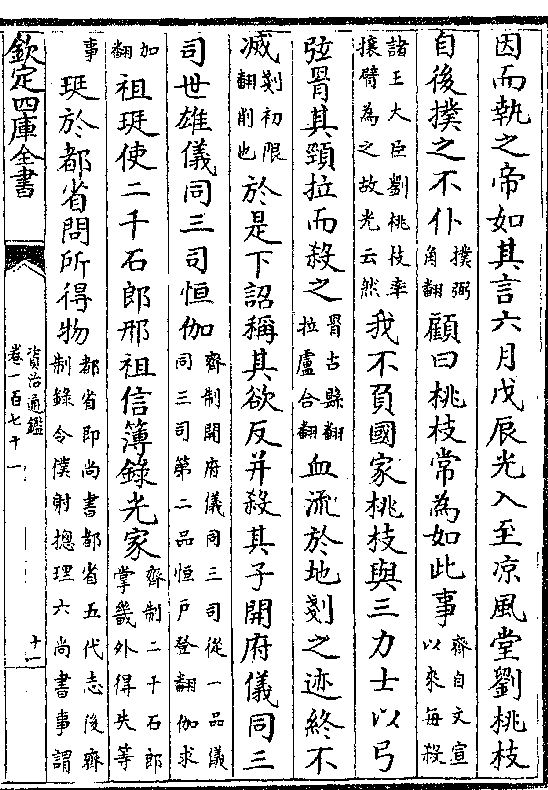 因而執之帝如其言六月戊辰光入至涼風堂劉桃枝
自後撲之不仆撲弼角翻顧曰桃枝常為如此事齊自文宣以來每殺
諸王大臣劉桃枝率攘臂為之故光云然我不負國家桃枝與三力士以弓
弦罥其頸拉而殺之罥古縣翻拉盧合翻血流於地剗之迹終不
滅剗初限翻削也於是下詔稱其欲反并殺其子開府儀同三
司世雄儀同三司恒伽齊制開府儀同三司從一品儀同三司第二品恒戶登翻伽求
加翻祖珽使二千石郎邢祖信簿錄光家齊制二千石郎掌畿外得失等
事珽於都省問所得物都省即尚書都省五代志後齊制錄令僕射摠理六尚書事謂
欽定四庫全書
資治通鑑
卷一百七十一
十一